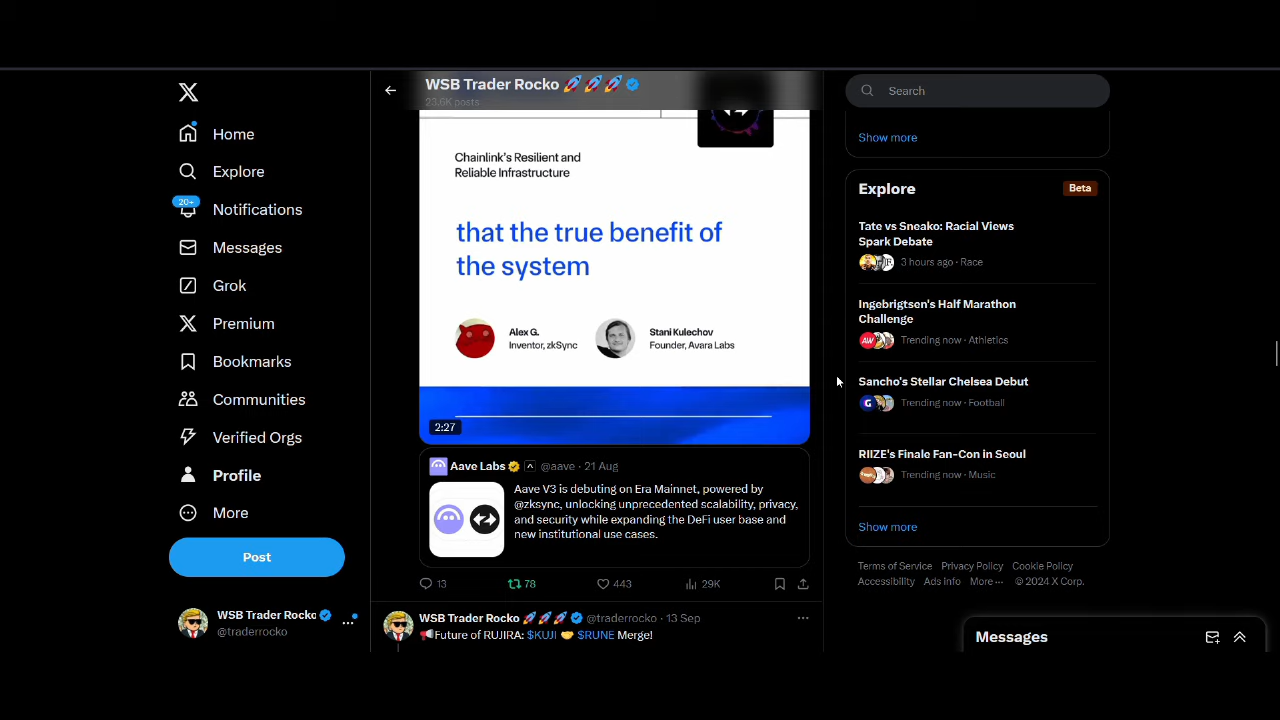 Home
Explore
20+
Notifications
Messages
Grok
Premium
Bookmarks
Communities
Verified Orgs
Profile
More
Post
WSB Trader Rocko
@traderrocko
WSB Trader Rocko 🚀🚀🚀
23.6K posts
Chainlink's Resilient and
Reliable Infrastructure
that the true benefit of
the system
Alex G.
Inventor, zkSync
Stani Kulechov
Founder, Avara Labs
2:27
Aave Labs @aave · 21 Aug
Aave V3 is debuting on Era Mainnet, powered by
@zksync, unlocking unprecedented scalability, privacy,
and security while expanding the DeFi user base and
new institutional use cases.
13 78 443 29K
WSB Trader Rocko 🚀🚀🚀 @traderrocko · 13 Sep
📢Future of RUJIRA: $KUJI 🤝 $RUNE Merge!
Search
Show more
Explore
Beta
Tate vs Sneako: Racial Views
Spark Debate
3 hours ago · Race
Ingebrigtsen's Half Marathon
Challenge
Trending now · Athletics
Sancho's Stellar Chelsea Debut
Trending now · Football
RIIZE's Finale Fan-Con in Seoul
Trending now · Music
Show more
Terms of Service Privacy Policy Cookie Policy
Accessibility Ads info More ··· © 2024 X Corp.
Messages